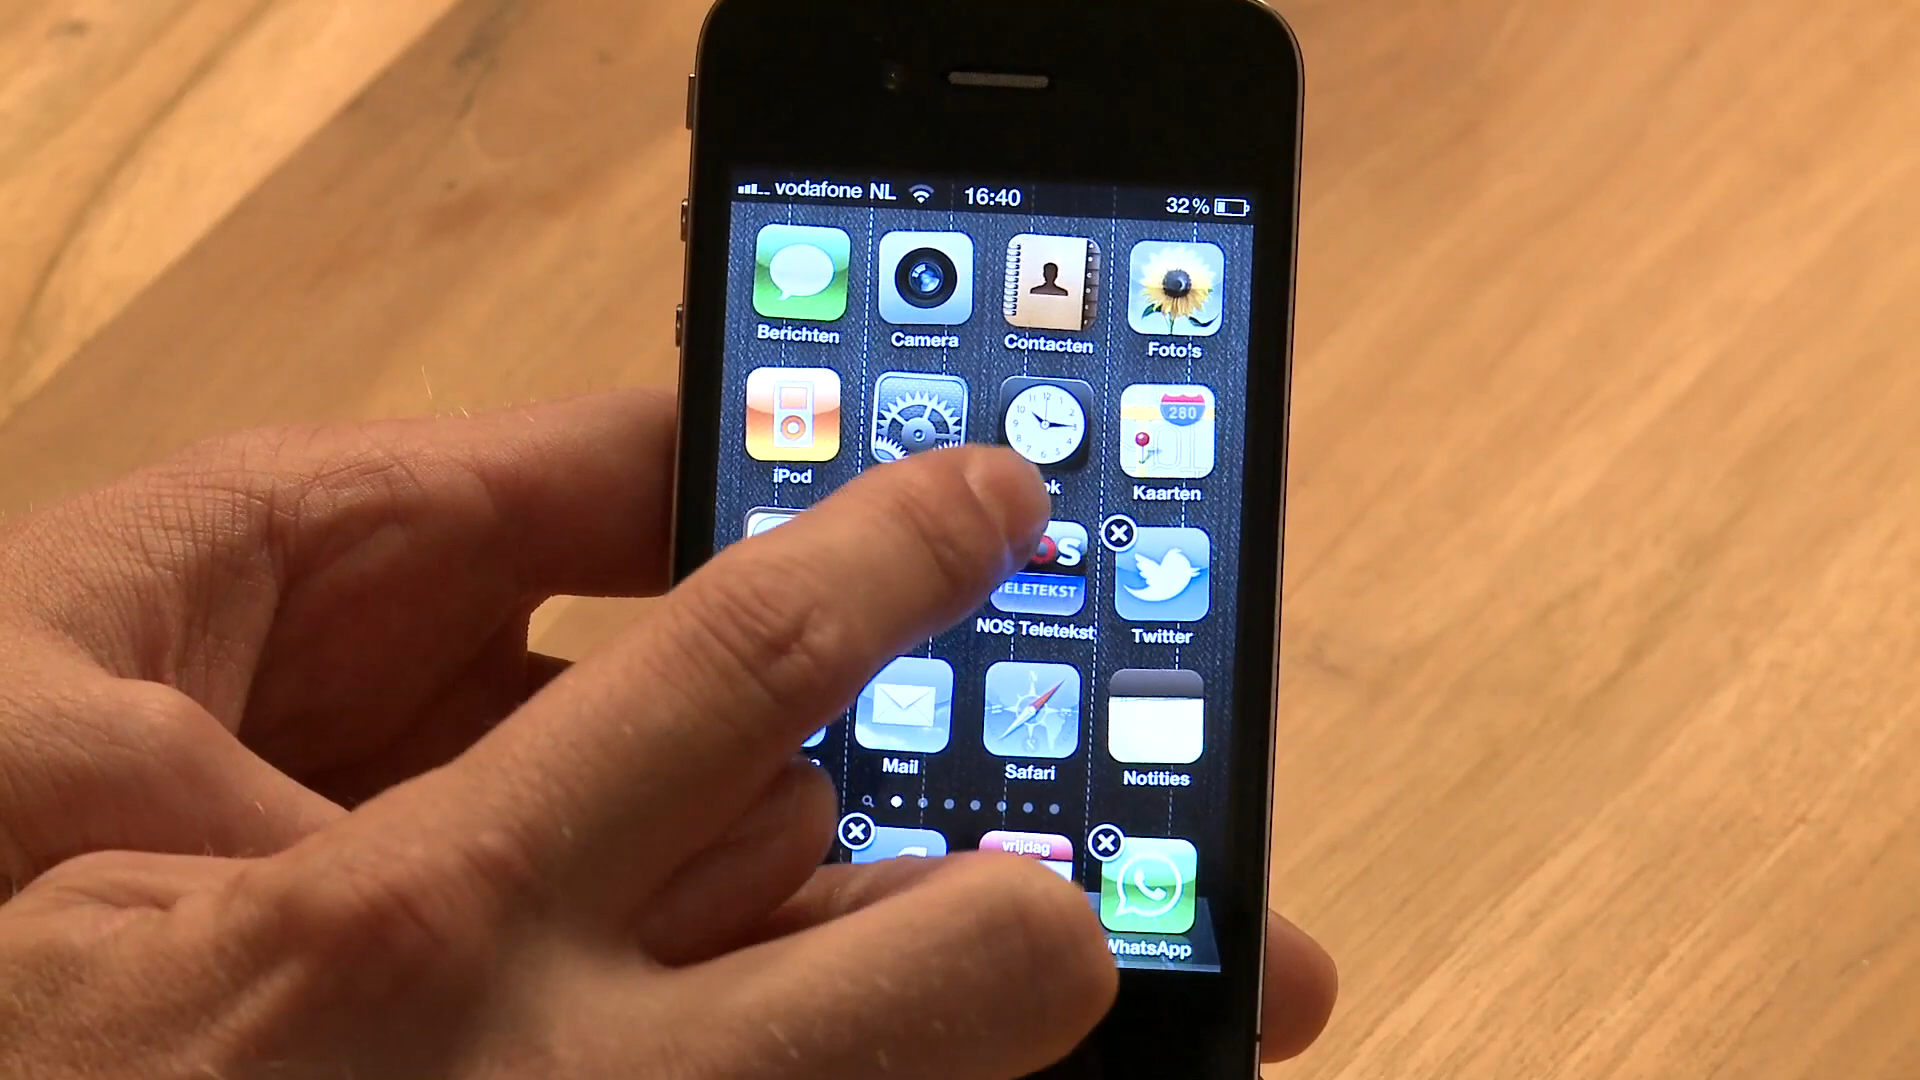 vodafone NL 16:40 32%
Berichten Camera Contacten Foto's
280
iPod Kaarten
TELETEKST
NOS Teletekst Twitter
Mail Safari Notities
vrijdag
WhatsApp